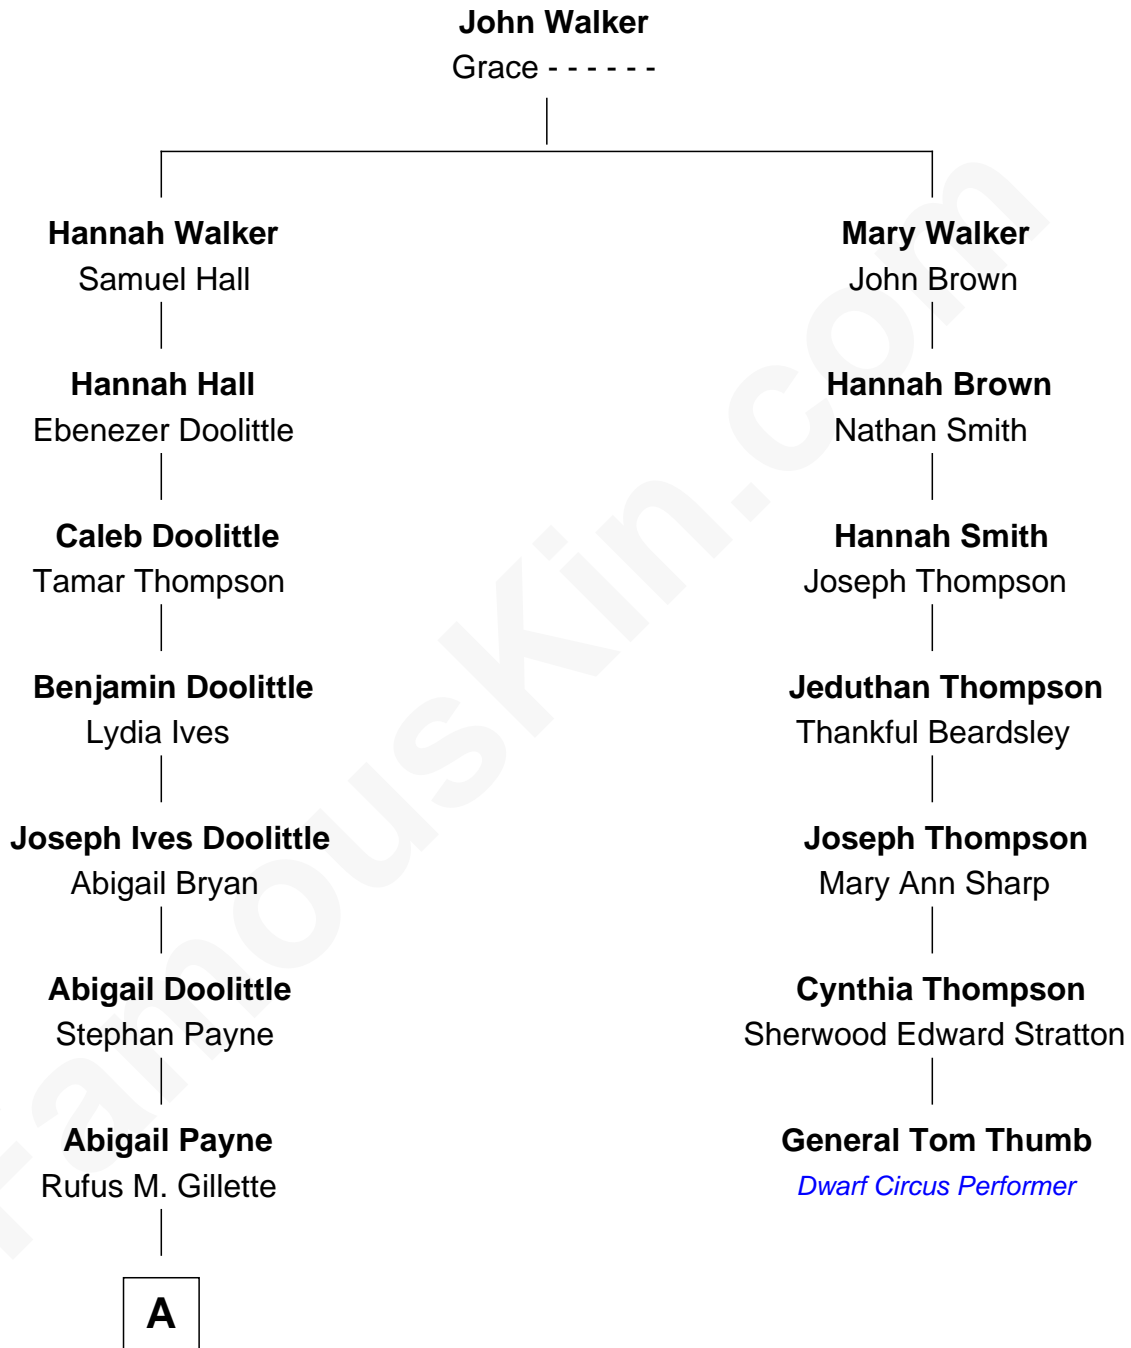 John Walker
Grace - - - - - -
Hannah Walker
Samuel Hall
Mary Walker
John Brown
Hannah Hall
Ebenezer Doolittle
Hannah Brown
Nathan Smith
Caleb Doolittle
Tamar Thompson
Hannah Smith
Joseph Thompson
Benjamin Doolittle
Lydia Ives
Jeduthan Thompson
Thankful Beardsley
Joseph Ives Doolittle
Abigail Bryan
Joseph Thompson
Mary Ann Sharp
Abigail Doolittle
Stephan Payne
Cynthia Thompson
Sherwood Edward Stratton
Abigail Payne
Rufus M. Gillette
General Tom Thumb
Dwarf Circus Performer
A
FamousKin.com